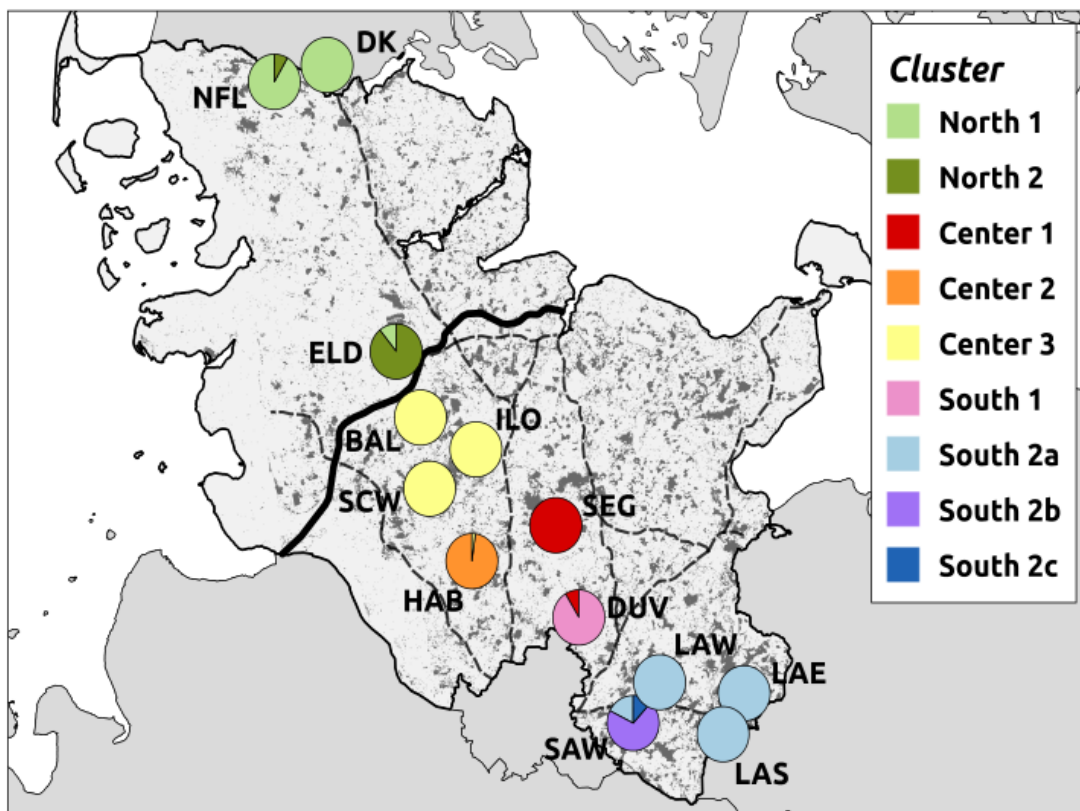 DK
NFL
ELD
BAL
ILO
SCW
SEG
HAB
DUV
LAW
LAE
SAW
LAS
Cluster
North 1
North 2
Center 1
Center 2
Center 3
South 1
South 2a
South 2b
South 2c